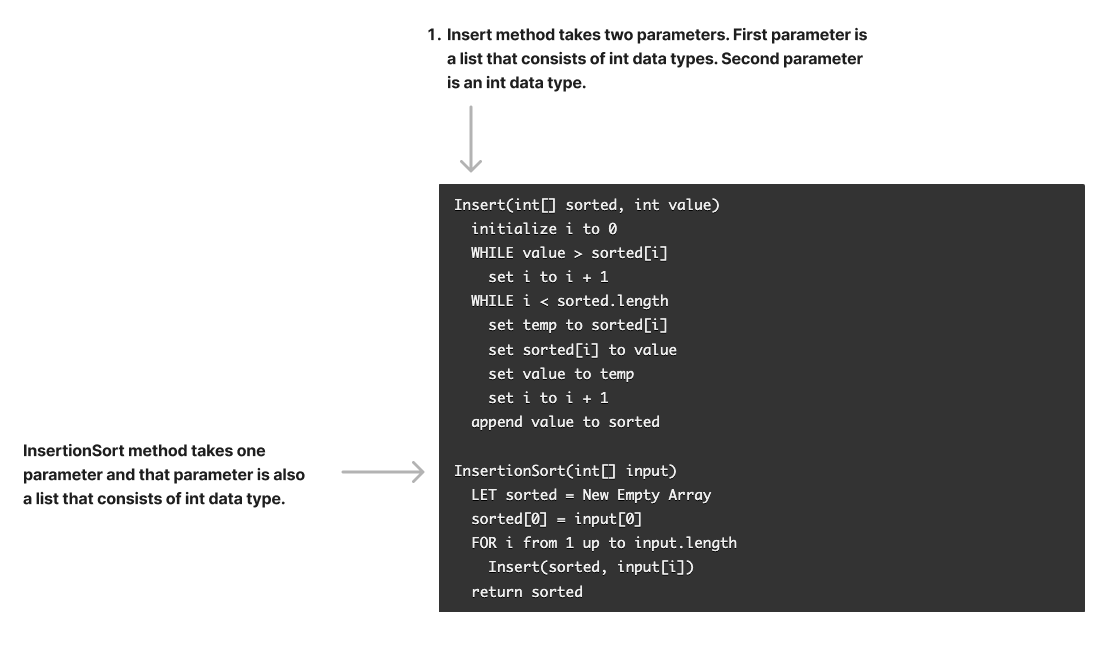 1. Insert method takes two parameters. First parameter is
a list that consists of int data types. Second parameter
is an int data type.
Insert(int[] sorted, int value)
initialize i to 0
WHILE value > sorted[i]
set i to i + 1
WHILE i < sorted.length
set temp to sorted[i]
set sorted[i] to value
set value to temp
set i to i + 1
append value to sorted
InsertionSort method takes one
parameter and that parameter is also
a list that consists of int data type.
InsertionSort(int[] input)
LET sorted = New Empty Array
sorted[0] = input[0]
FOR i from 1 up to input.length
Insert(sorted, input[i])
return sorted